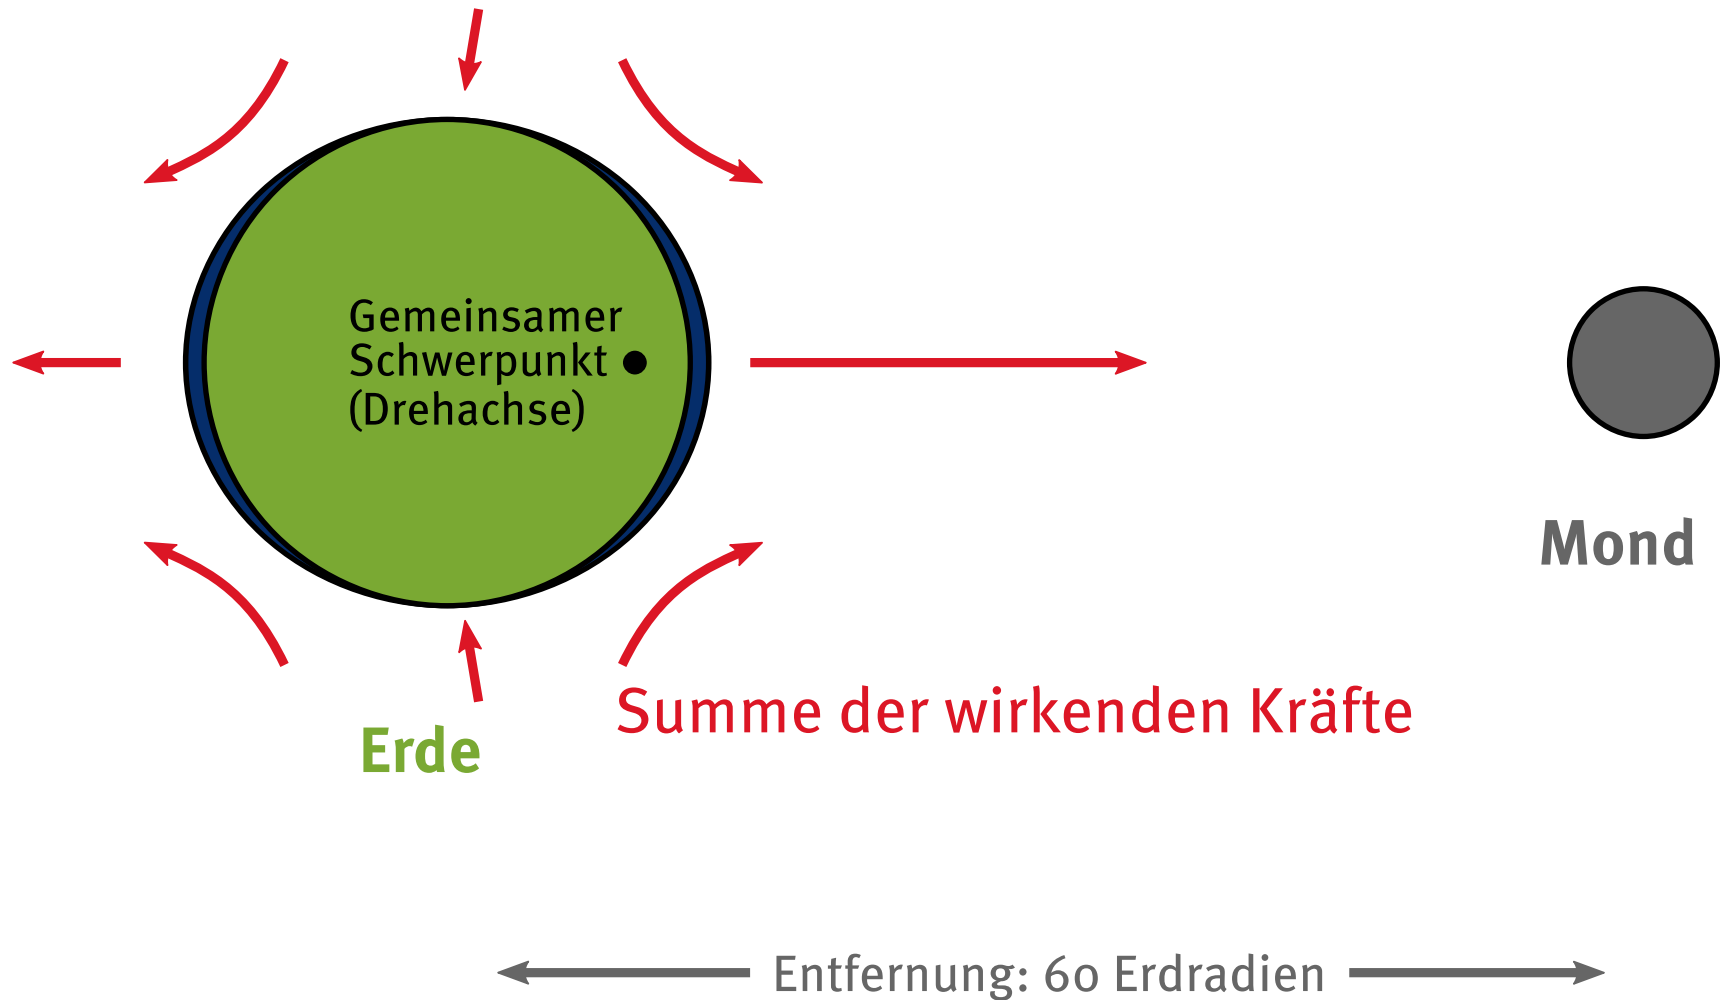 Gemeinsamer
Schwerpunkt
(Drehachse)
Mond
Summe der wirkenden Kräfte
Erde
Entfernung: 60 Erdradien